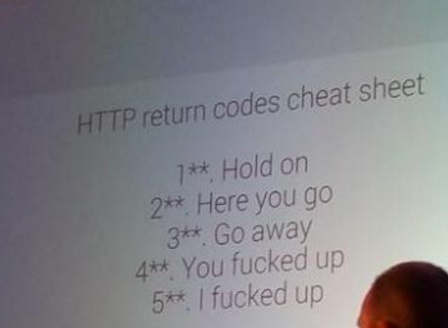 HTTP return codes cheat sheet
1**. Hold on
2**. Here you go
3**. Go away
4**. You fucked up
5**. I fucked up